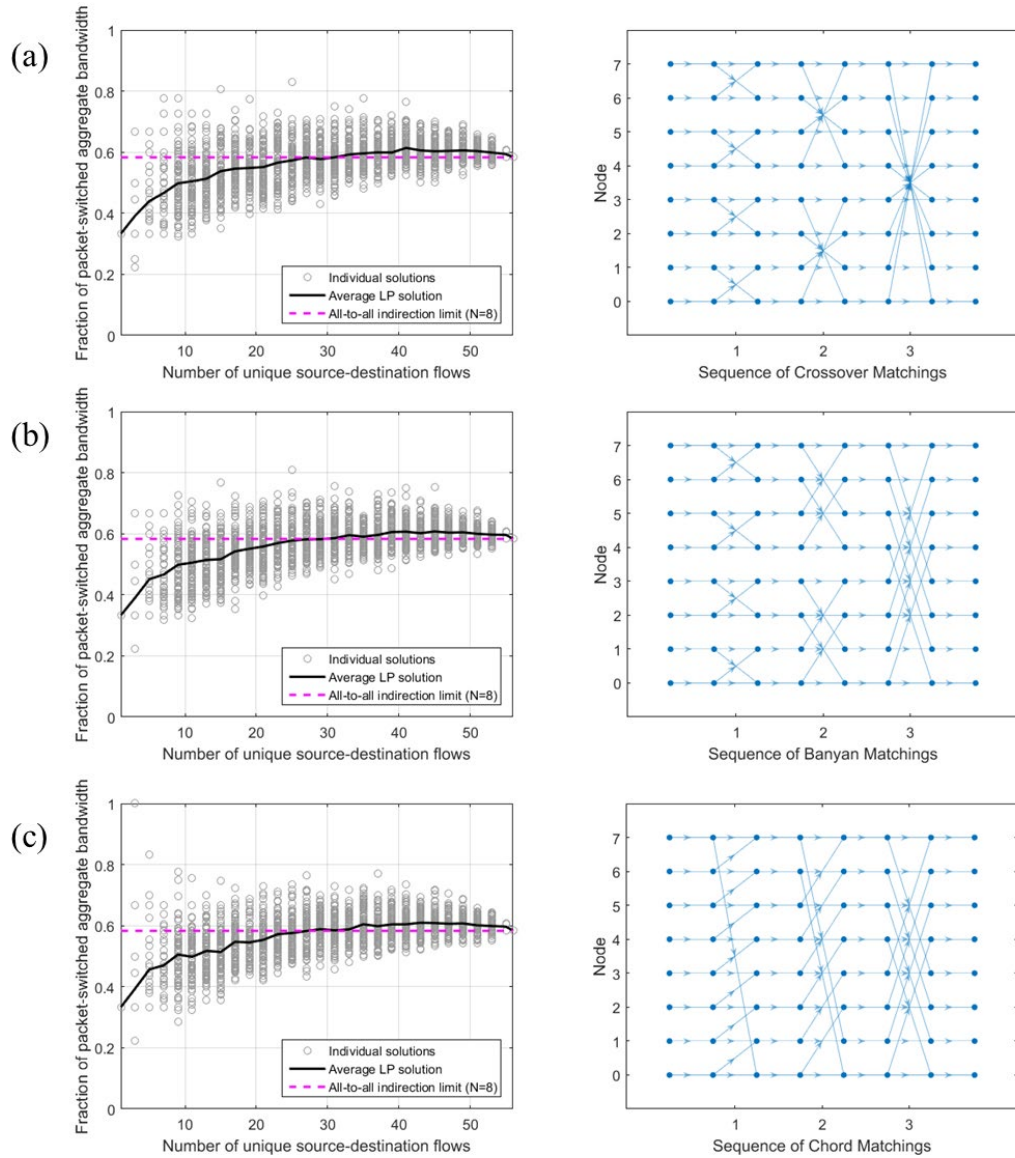 (a)
Fraction of packet-switched aggregate bandwidth
1
0.8
0.6
0.4
0.2
0
10 20 30 40 50
Number of unique source-destination flows
Individual solutions
Average LP solution
All-to-all indirection limit (N=8)
Node
7
6
5
4
3
2
1
0
1 2 3
Sequence of Crossover Matchings
(b)
Fraction of packet-switched aggregate bandwidth
1
0.8
0.6
0.4
0.2
0
10 20 30 40 50
Number of unique source-destination flows
Individual solutions
Average LP solution
All-to-all indirection limit (N=8)
Node
7
6
5
4
3
2
1
0
1 2 3
Sequence of Banyan Matchings
(c)
Fraction of packet-switched aggregate bandwidth
1
0.8
0.6
0.4
0.2
0
10 20 30 40 50
Number of unique source-destination flows
Individual solutions
Average LP solution
All-to-all indirection limit (N=8)
Node
7
6
5
4
3
2
1
0
1 2 3
Sequence of Chord Matchings